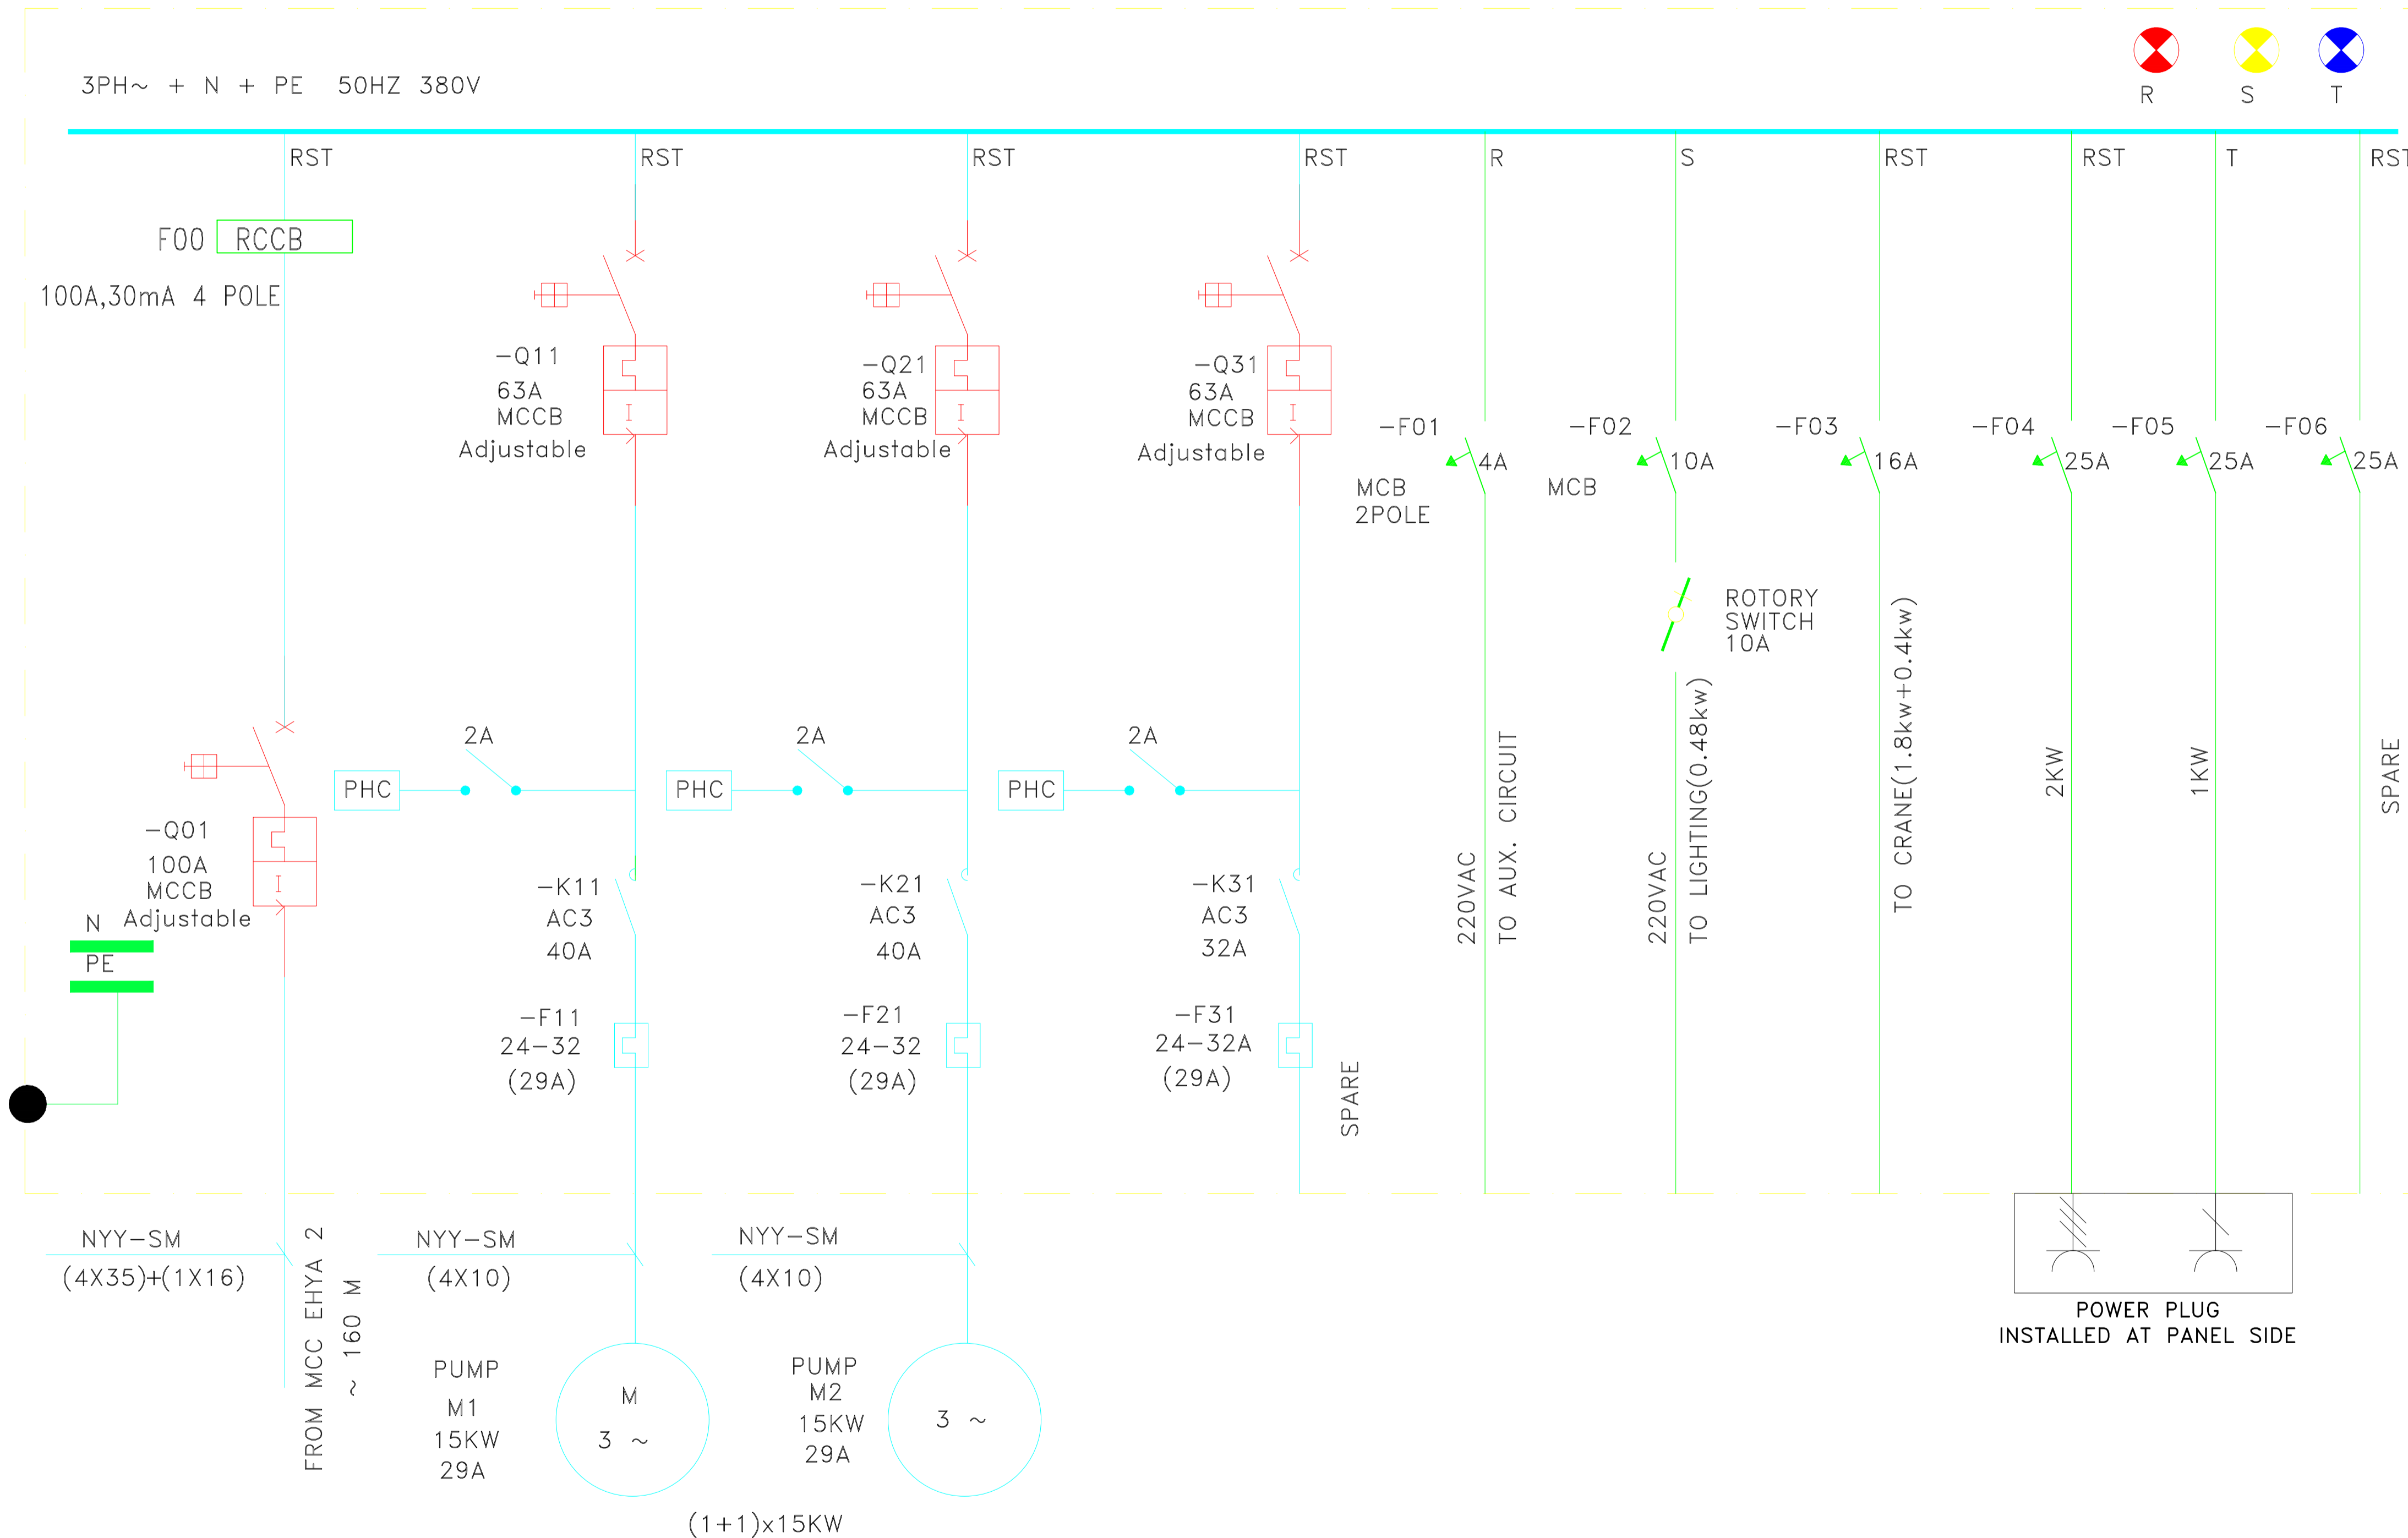 3PH~ + N + PE 50HZ 380V
R
S
T
RST
RST
RST
RST
R
S
RST
RST
T
RST
F00
RCCB
100A,30mA 4 POLE
-Q11
63A
MCCB
Adjustable
-Q21
63A
MCCB
Adjustable
-Q31
63A
MCCB
Adjustable
-F01
4A
MCB
2POLE
-F02
10A
MCB
-F03
16A
-F04
25A
-F05
25A
-F06
25A
ROTORY
SWITCH
10A
PHC
2A
PHC
2A
PHC
2A
-Q01
100A
MCCB
Adjustable
I
I
I
I
N
PE
-K11
AC3
40A
-K21
AC3
40A
-K31
AC3
32A
-F11
24-32
(29A)
-F21
24-32
(29A)
-F31
24-32A
(29A)
SPARE
220VAC
TO AUX. CIRCUIT
220VAC
TO LIGHTING(0.48kw)
TO CRANE(1.8kw+0.4kw)
2KW
1KW
SPARE
NYY-SM
(4X35)+(1X16)
FROM MCC EHYA 2
~ 160 M
NYY-SM
(4X10)
NYY-SM
(4X10)
PUMP
M1
15KW
29A
M
3 ~
PUMP
M2
15KW
29A
3 ~
(1+1)x15KW
POWER PLUG
INSTALLED AT PANEL SIDE